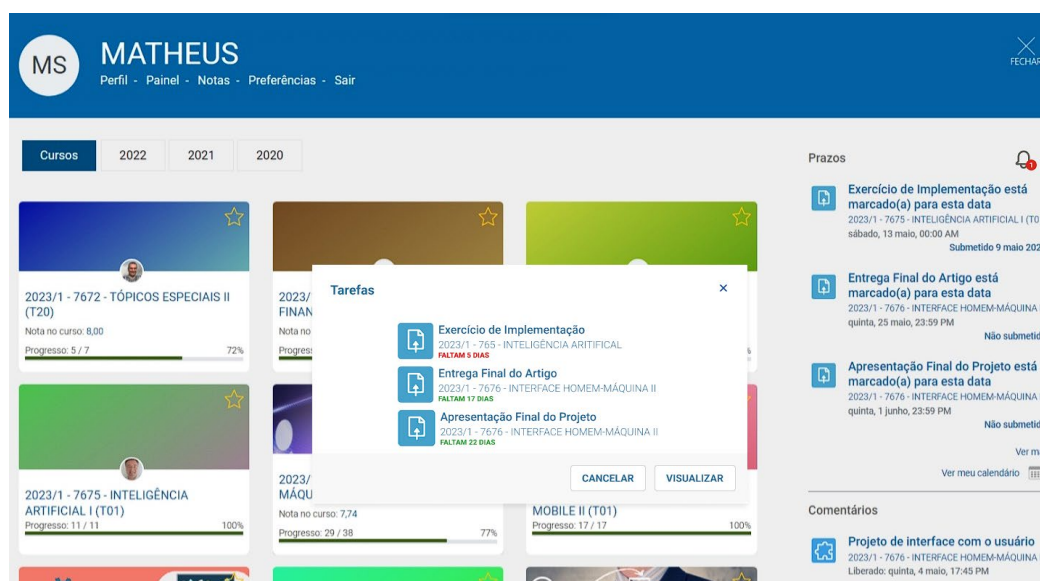 MS
MATHEUS
Perfil - Painel - Notas - Preferências - Sair
FECHAR
Cursos
2022
2021
2020
2023/1 - 7672 - TÓPICOS ESPECIAIS II
(T20)
Nota no curso: 8,00
Progresso: 5 / 7
72%
2023/
FINAN
Nota no
Progres
2023/1 - 7675 - INTELIGÊNCIA
ARTIFICIAL I (T01)
Progresso: 11 / 11
100%
2023/
MÁQU
Nota no curso: 7,74
Progresso: 29 / 38
77%
MOBILE II (T01)
Progresso: 17 / 17
100%
Tarefas
Exercício de Implementação
2023/1 - 765 - INTELIGÊNCIA ARITIFICAL
FALTAM 5 DIAS
Entrega Final do Artigo
2023/1 - 7676 - INTERFACE HOMEM-MÁQUINA II
FALTAM 17 DIAS
Apresentação Final do Projeto
2023/1 - 7676 - INTERFACE HOMEM-MÁQUINA II
FALTAM 22 DIAS
CANCELAR
VISUALIZAR
Prazos
1
Exercício de Implementação está
marcado(a) para esta data
2023/1 - 7675 - INTELIGÊNCIA ARTIFICIAL I (T0
sábado, 13 maio, 00:00 AM
Submetido 9 maio 202
Entrega Final do Artigo está
marcado(a) para esta data
2023/1 - 7676 - INTERFACE HOMEM-MÁQUINA
quinta, 25 maio, 23:59 PM
Não submetid
Apresentação Final do Projeto está
marcado(a) para esta data
2023/1 - 7676 - INTERFACE HOMEM-MÁQUINA
quinta, 1 junho, 23:59 PM
Não submetid
Ver m
Ver meu calendário
Comentários
Projeto de interface com o usuário
2023/1 - 7676 - INTERFACE HOMEM-MÁQUINA
Liberado: quinta, 4 maio, 17:45 PM